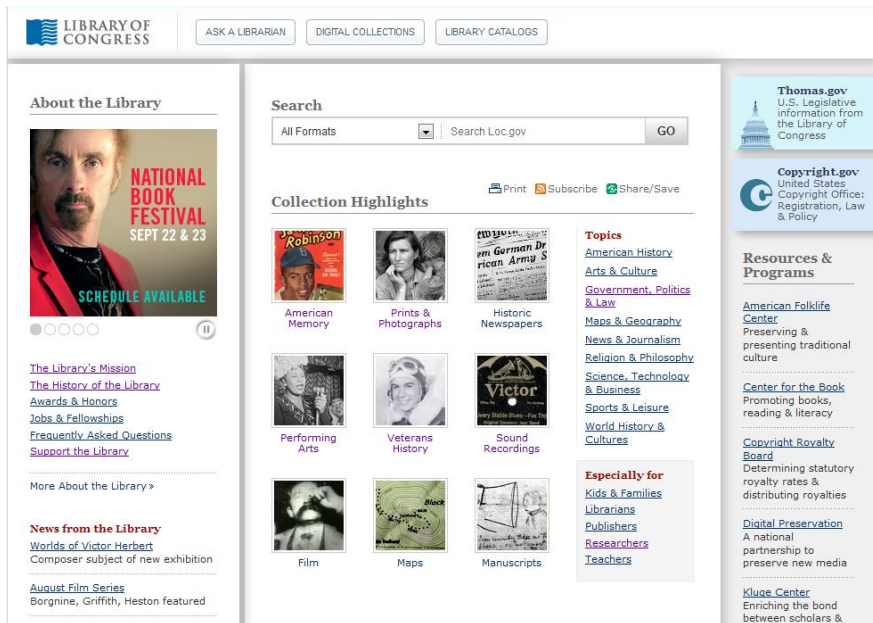 LIBRARY OF
CONGRESS
ASK A LIBRARIAN
DIGITAL COLLECTIONS
LIBRARY CATALOGS
About the Library
NATIONAL
BOOK
FESTIVAL
SEPT 22 & 23
SCHEDULE AVAILABLE
The Library's Mission
The History of the Library
Awards & Honors
Jobs & Fellowships
Frequently Asked Questions
Support the Library
More About the Library »
News from the Library
Worlds of Victor Herbert
Composer subject of new exhibition
August Film Series
Borgnine, Griffith, Heston featured
Search
All Formats
Search Loc.gov
GO
Print
Subscribe
Share/Save
Collection Highlights
Robinson
American
Memory
Prints &
Photographs
em German Dr
rican Army S
Historic
Newspapers
Performing
Arts
Veterans
History
Victor
Sound
Recordings
Film
Black
Maps
Manuscripts
Topics
American History
Arts & Culture
Government, Politics
& Law
Maps & Geography
News & Journalism
Religion & Philosophy
Science, Technology
& Business
Sports & Leisure
World History &
Cultures
Especially for
Kids & Families
Librarians
Publishers
Researchers
Teachers
Thomas.gov
U.S. Legislative
information from
the Library of
Congress
Copyright.gov
United States
Copyright Office:
Registration, Law
& Policy
Resources &
Programs
American Folklife
Center
Preserving &
presenting traditional
culture
Center for the Book
Promoting books,
reading & literacy
Copyright Royalty
Board
Determining statutory
royalty rates &
distributing royalties
Digital Preservation
A national
partnership to
preserve new media
Kluge Center
Enriching the bond
between scholars &